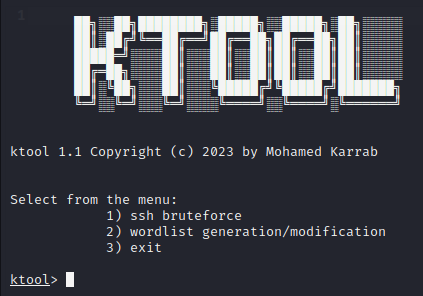 1
KTOOL
ktool 1.1 Copyright (c) 2023 by Mohamed Karrab
Select from the menu:
1) ssh bruteforce
2) wordlist generation/modification
3) exit
ktool>